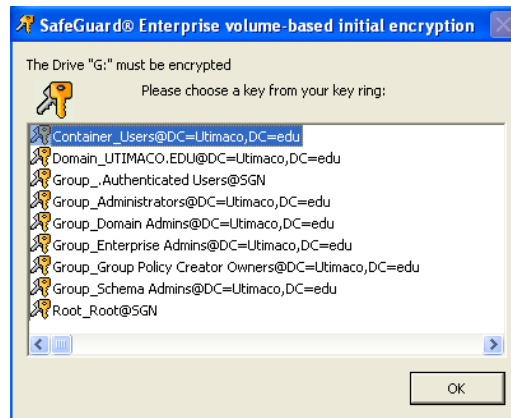 SafeGuard® Enterprise volume-based initial encryption
The Drive "G:" must be encrypted
Please choose a key from your key ring:
Container_Users@DC=Utimaco,DC=edu
Domain_UTIMACO.EDU@DC=Utimaco,DC=edu
Group_.Authenticated Users@SGN
Group_Administrators@DC=Utimaco,DC=edu
Group_Domain Admins@DC=Utimaco,DC=edu
Group_Enterprise Admins@DC=Utimaco,DC=edu
Group_Group Policy Creator Owners@DC=Utimaco,DC=edu
Group_Schema Admins@DC=Utimaco,DC=edu
Root_Root@SGN
OK